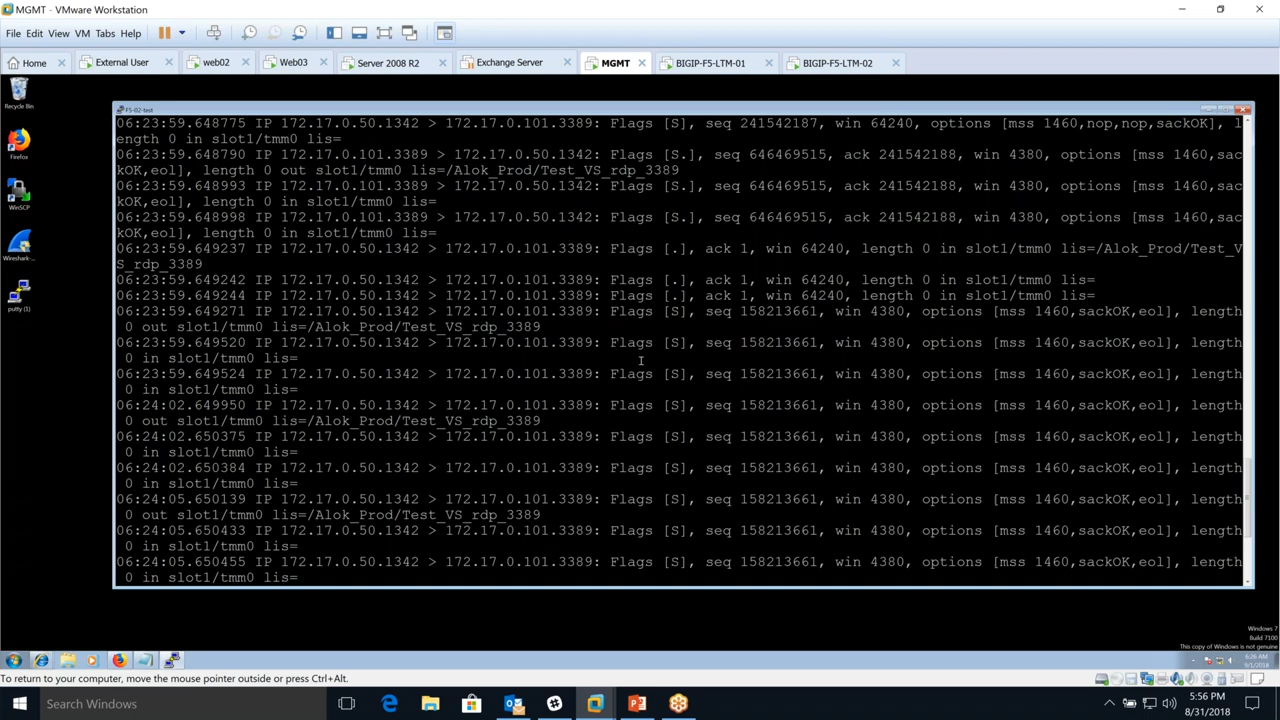 MGMT - VMware Workstation
File Edit View VM Tabs Help
Home External User web02 Web03 Server 2008 R2 Exchange Server MGMT BIGIP-F5-LTM-01 BIGIP-F5-LTM-02
Recycle Bin
Firefox
WinSCP
Wireshark-...
putty (1)
F5-02-test
06:23:59.648775 IP 172.17.0.50.1342 > 172.17.0.101.3389: Flags [S], seq 241542187, win 64240, options [mss 1460,nop,nop,sackOK], l
ength 0 in slot1/tmm0 lis=
06:23:59.648790 IP 172.17.0.101.3389 > 172.17.0.50.1342: Flags [S.], seq 646469515, ack 241542188, win 4380, options [mss 1460,sac
kOK,eol], length 0 out slot1/tmm0 lis=/Alok_Prod/Test_VS_rdp_3389
06:23:59.648993 IP 172.17.0.101.3389 > 172.17.0.50.1342: Flags [S.], seq 646469515, ack 241542188, win 4380, options [mss 1460,sac
kOK,eol], length 0 in slot1/tmm0 lis=
06:23:59.648998 IP 172.17.0.101.3389 > 172.17.0.50.1342: Flags [S.], seq 646469515, ack 241542188, win 4380, options [mss 1460,sac
kOK,eol], length 0 in slot1/tmm0 lis=
06:23:59.649237 IP 172.17.0.50.1342 > 172.17.0.101.3389: Flags [.], ack 1, win 64240, length 0 in slot1/tmm0 lis=/Alok_Prod/Test_V
S_rdp_3389
06:23:59.649242 IP 172.17.0.50.1342 > 172.17.0.101.3389: Flags [.], ack 1, win 64240, length 0 in slot1/tmm0 lis=
06:23:59.649244 IP 172.17.0.50.1342 > 172.17.0.101.3389: Flags [.], ack 1, win 64240, length 0 in slot1/tmm0 lis=
06:23:59.649271 IP 172.17.0.50.1342 > 172.17.0.101.3389: Flags [S], seq 158213661, win 4380, options [mss 1460,sackOK,eol], length
0 out slot1/tmm0 lis=/Alok_Prod/Test_VS_rdp_3389
06:23:59.649520 IP 172.17.0.50.1342 > 172.17.0.101.3389: Flags [S], seq 158213661, win 4380, options [mss 1460,sackOK,eol], length
0 in slot1/tmm0 lis=
06:23:59.649524 IP 172.17.0.50.1342 > 172.17.0.101.3389: Flags [S], seq 158213661, win 4380, options [mss 1460,sackOK,eol], length
0 in slot1/tmm0 lis=
06:24:02.649950 IP 172.17.0.50.1342 > 172.17.0.101.3389: Flags [S], seq 158213661, win 4380, options [mss 1460,sackOK,eol], length
0 out slot1/tmm0 lis=/Alok_Prod/Test_VS_rdp_3389
06:24:02.650375 IP 172.17.0.50.1342 > 172.17.0.101.3389: Flags [S], seq 158213661, win 4380, options [mss 1460,sackOK,eol], length
0 in slot1/tmm0 lis=
06:24:02.650384 IP 172.17.0.50.1342 > 172.17.0.101.3389: Flags [S], seq 158213661, win 4380, options [mss 1460,sackOK,eol], length
0 in slot1/tmm0 lis=
06:24:05.650139 IP 172.17.0.50.1342 > 172.17.0.101.3389: Flags [S], seq 158213661, win 4380, options [mss 1460,sackOK,eol], length
0 out slot1/tmm0 lis=/Alok_Prod/Test_VS_rdp_3389
06:24:05.650433 IP 172.17.0.50.1342 > 172.17.0.101.3389: Flags [S], seq 158213661, win 4380, options [mss 1460,sackOK,eol], length
0 in slot1/tmm0 lis=
06:24:05.650455 IP 172.17.0.50.1342 > 172.17.0.101.3389: Flags [S], seq 158213661, win 4380, options [mss 1460,sackOK,eol], length
0 in slot1/tmm0 lis=
Windows 7
Build 7100
This copy of Windows is not genuine
6:26 AM
9/1/2018
To return to your computer, move the mouse pointer outside or press Ctrl+Alt.
Search Windows
5:56 PM
8/31/2018